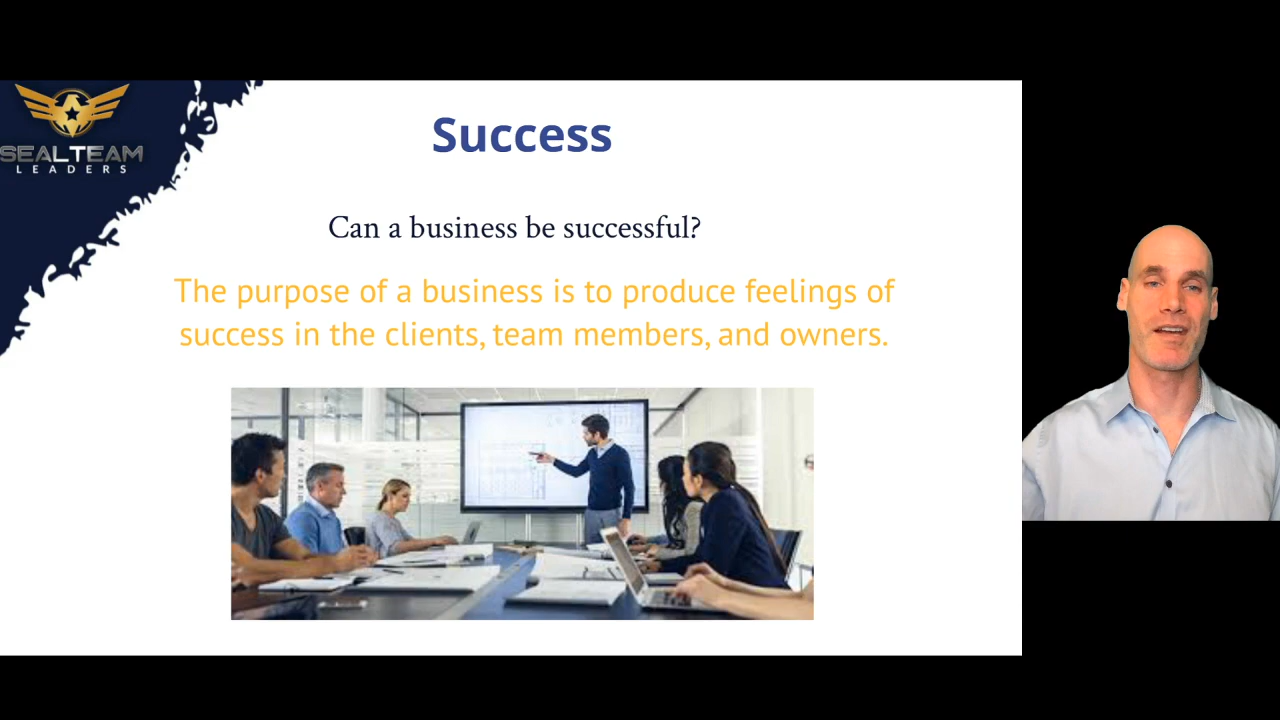 SEALTEAM
LEADERS
Success
Can a business be successful?
The purpose of a business is to produce feelings of
success in the clients, team members, and owners.